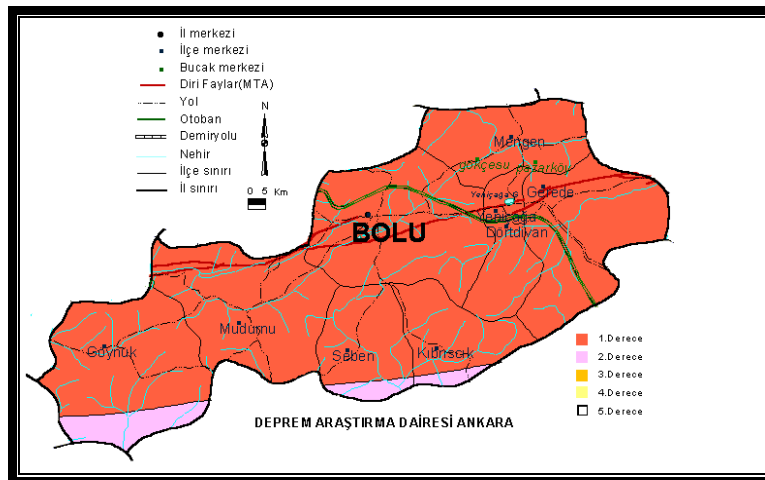 İl merkezi
İlçe merkezi
Bucak merkezi
Diri Faylar(MTA)
Yol
Otoban
Demiryolu
Nehir
İlçe sınırı
İl sınırı
N
0 5 Km
Mengen
gökçesu
pazarköy
Yeniçağa G
Gerede
Yeniçağa
Dörtdivan
BOLU
Mudurnu
Göynük
Seben
Kıbrıscık
1.Derece
2.Derece
3.Derece
4.Derece
5.Derece
DEPREM ARAŞTIRMA DAİRESİ ANKARA